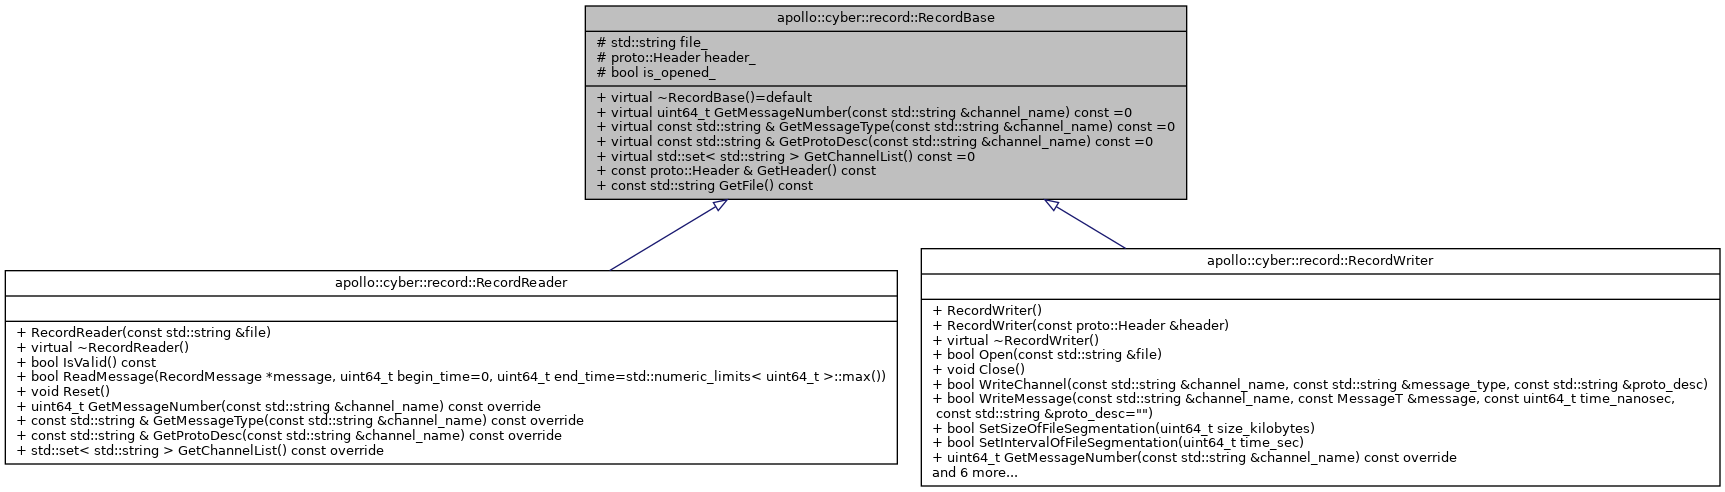 apollo::cyber::record::RecordBase
# std::string file_
# proto::Header header_
# bool is_opened_
+ virtual ~RecordBase()=default
+ virtual uint64_t GetMessageNumber(const std::string &channel_name) const =0
+ virtual const std::string & GetMessageType(const std::string &channel_name) const =0
+ virtual const std::string & GetProtoDesc(const std::string &channel_name) const =0
+ virtual std::set< std::string > GetChannelList() const =0
+ const proto::Header & GetHeader() const
+ const std::string GetFile() const
apollo::cyber::record::RecordReader
+ RecordReader(const std::string &file)
+ virtual ~RecordReader()
+ bool IsValid() const
+ bool ReadMessage(RecordMessage *message, uint64_t begin_time=0, uint64_t end_time=std::numeric_limits< uint64_t >::max())
+ void Reset()
+ uint64_t GetMessageNumber(const std::string &channel_name) const override
+ const std::string & GetMessageType(const std::string &channel_name) const override
+ const std::string & GetProtoDesc(const std::string &channel_name) const override
+ std::set< std::string > GetChannelList() const override
apollo::cyber::record::RecordWriter
+ RecordWriter()
+ RecordWriter(const proto::Header &header)
+ virtual ~RecordWriter()
+ bool Open(const std::string &file)
+ void Close()
+ bool WriteChannel(const std::string &channel_name, const std::string &message_type, const std::string &proto_desc)
+ bool WriteMessage(const std::string &channel_name, const MessageT &message, const uint64_t time_nanosec,
const std::string &proto_desc="")
+ bool SetSizeOfFileSegmentation(uint64_t size_kilobytes)
+ bool SetIntervalOfFileSegmentation(uint64_t time_sec)
+ uint64_t GetMessageNumber(const std::string &channel_name) const override
and 6 more...